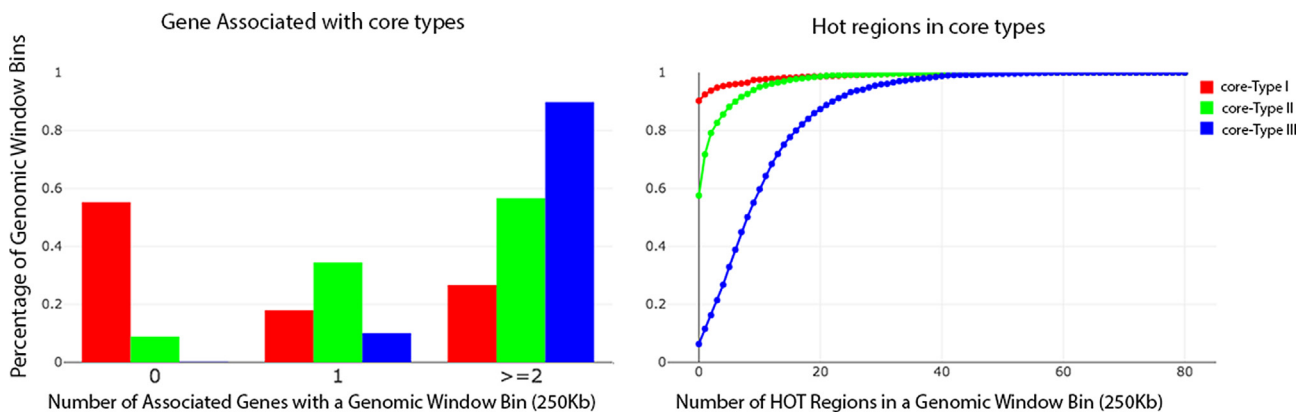 Gene Associated with core types
Percentage of Genomic Window Bins
1
0.8
0.6
0.4
0.2
0
0 1 >=2
Number of Associated Genes with a Genomic Window Bin (250Kb)
Hot regions in core types
1
0.8
0.6
0.4
0.2
0
0 20 40 60 80
Number of HOT Regions in a Genomic Window Bin (250Kb)
core-Type I
core-Type II
core-Type III